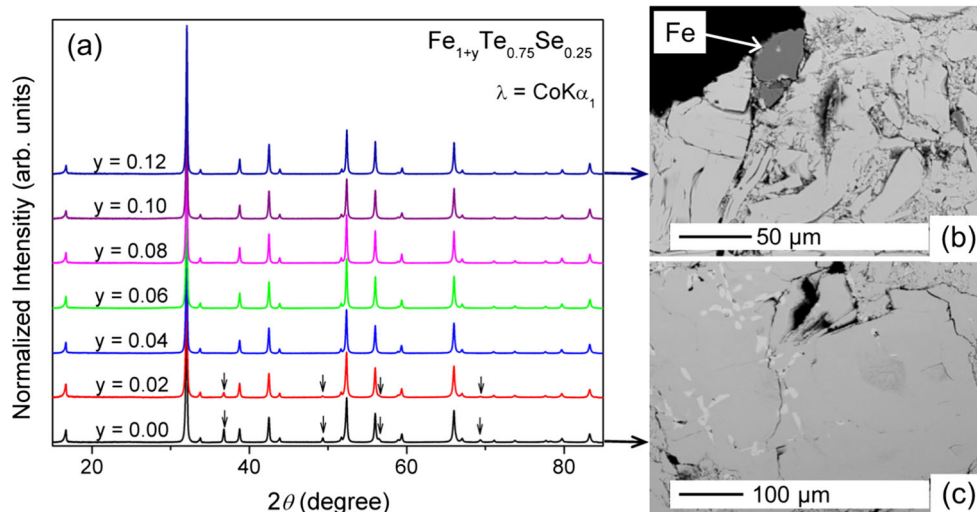 (a)
Fe1+yTe0.75Se0.25
λ = CoKα1
Normalized Intensitiy (arb. units)
y = 0.12
y = 0.10
y = 0.08
y = 0.06
y = 0.04
y = 0.02
y = 0.00
20
40
60
80
2θ (degree)
Fe
50 µm
(b)
100 µm
(c)